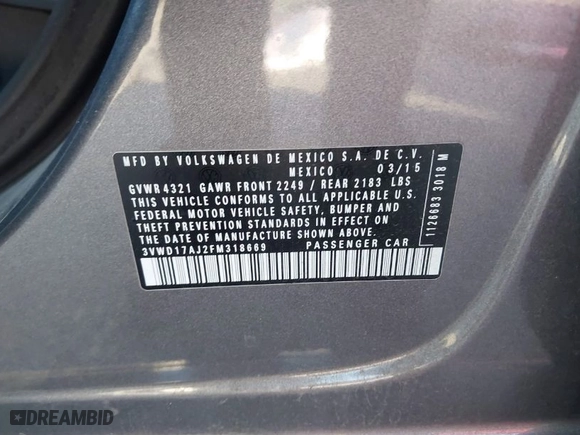 MFD BY VOLKSWAGEN DE MEXICO S.A. DE C.V.
MEXICO 03/15
GVWR4321 GAWR FRONT 2249 / REAR 2183 LBS
THIS VEHICLE CONFORMS TO ALL APPLICABLE U.S.
FEDERAL MOTOR VEHICLE SAFETY, BUMPER AND
THEFT PREVENTION STANDARDS IN EFFECT ON
THE DATE OF MANUFACTURE SHOWN ABOVE.
3VWD17AJ2FM318669 PASSENGER CAR
1126683 3018 M
DREAMBID